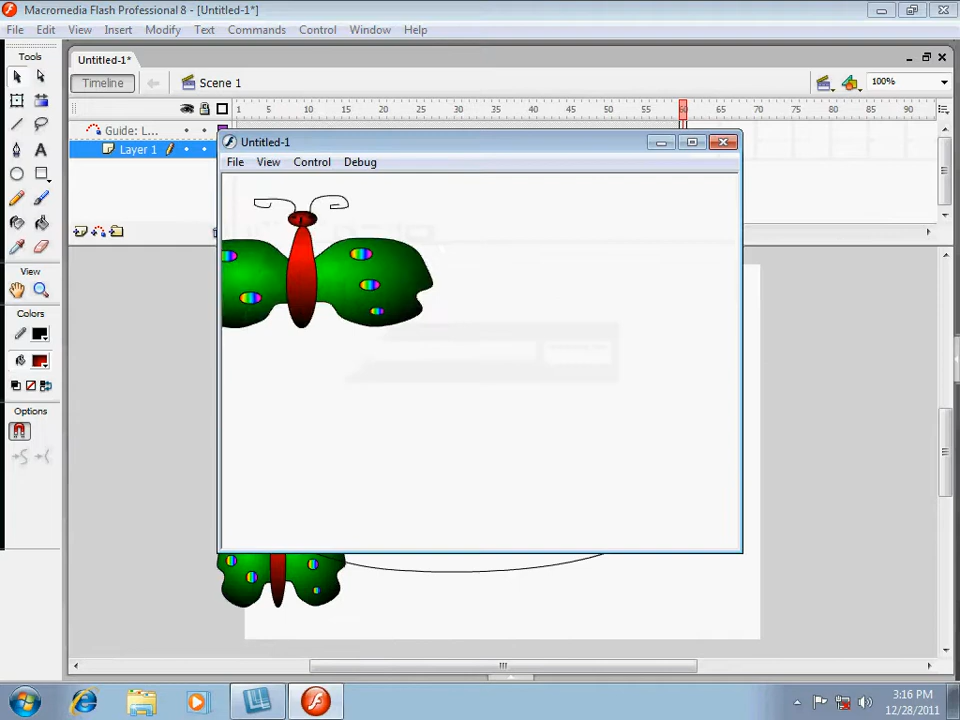 Macromedia Flash Professional 8 - [Untitled-1*]
File Edit View Insert Modify Text Commands Control Window Help
Tools
Untitled-1*
Timeline
Scene 1
100%
1 5 10 15 20 25 30 35 40 45 50 55 60 65 70 75 80 85 90
Guide: L...
Layer 1
Untitled-1
File View Control Debug
View
Colors
Options
3:16 PM
12/28/2011